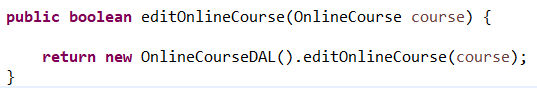 public boolean editOnlineCourse(OnlineCourse course) {
return new OnlineCourseDAL().editOnlineCourse(course);
}